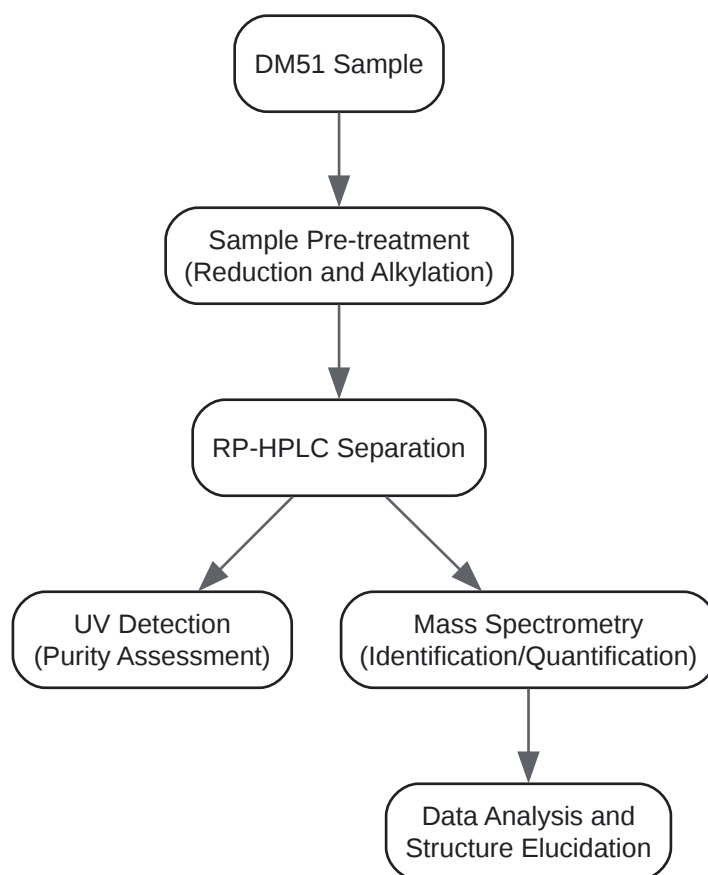 DM51 Sample
Sample Pre-treatment
(Reduction and Alkylation)
RP-HPLC Separation
UV Detection
(Purity Assessment)
Mass Spectrometry
(Identification/Quantification)
Data Analysis and
Structure Elucidation